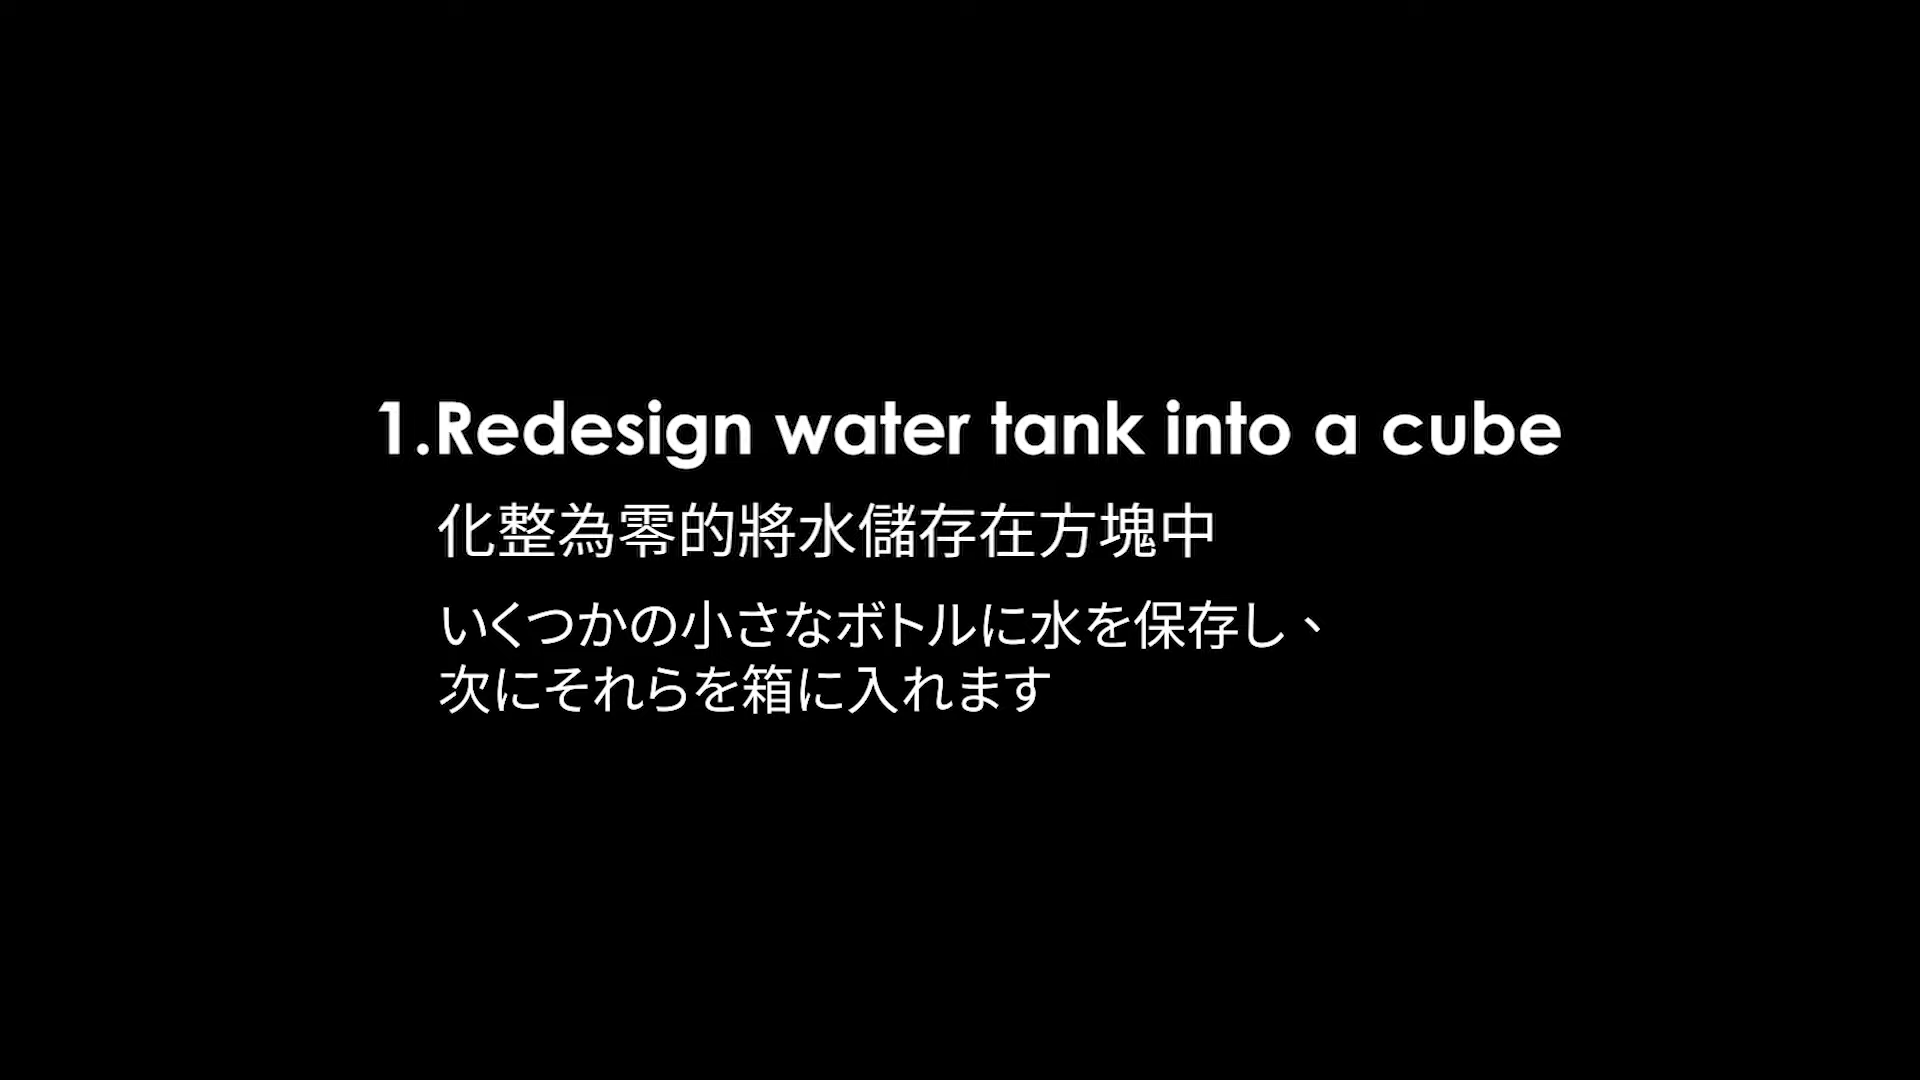 1.Redesign water tank into a cube
化整為零的將水儲存在方塊中
いくつかの小さなボトルに水を保存し、
次にそれらを箱に入れます